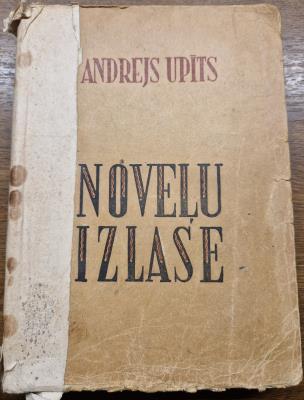 ANDREJS UPĪTS
NOVEĻU
IZLASE